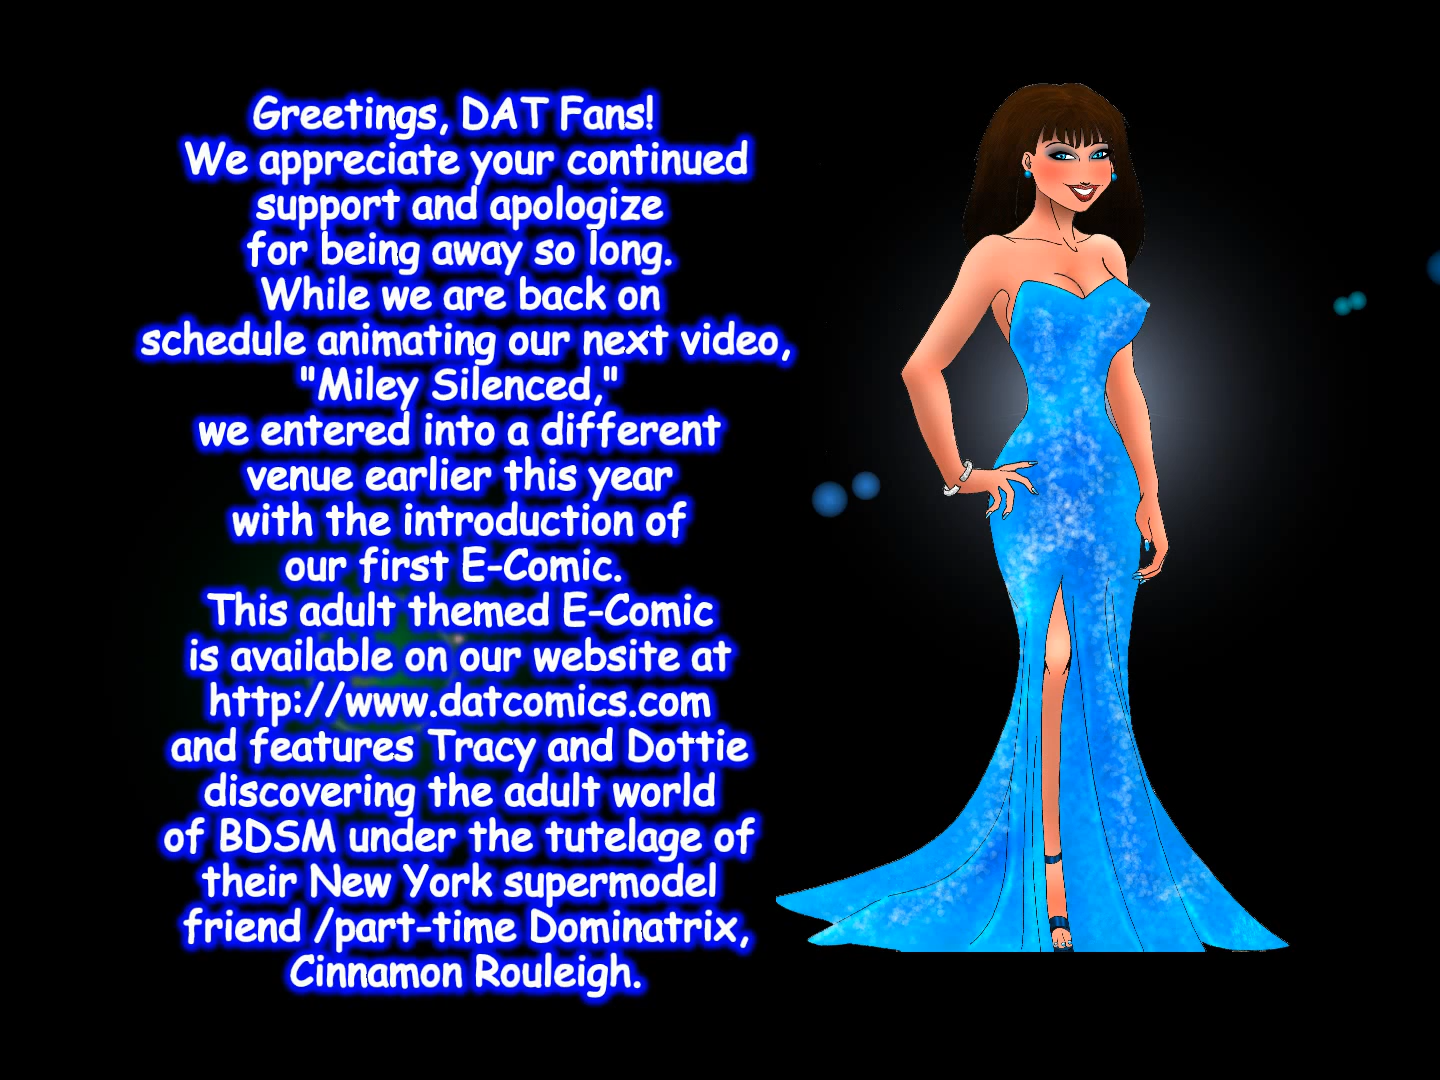 Greetings, DAT Fans!
We appreciate your continued
support and apologize
for being away so long.
While we are back on
schedule animating our next video,
"Miley Silenced,"
we entered into a different
venue earlier this year
with the introduction of
our first E-Comic.
This adult themed E-Comic
is available on our website at
http://www.datcomics.com
and features Tracy and Dottie
discovering the adult world
of BDSM under the tutelage of
their New York supermodel
friend /part-time Dominatrix,
Cinnamon Rouleigh.